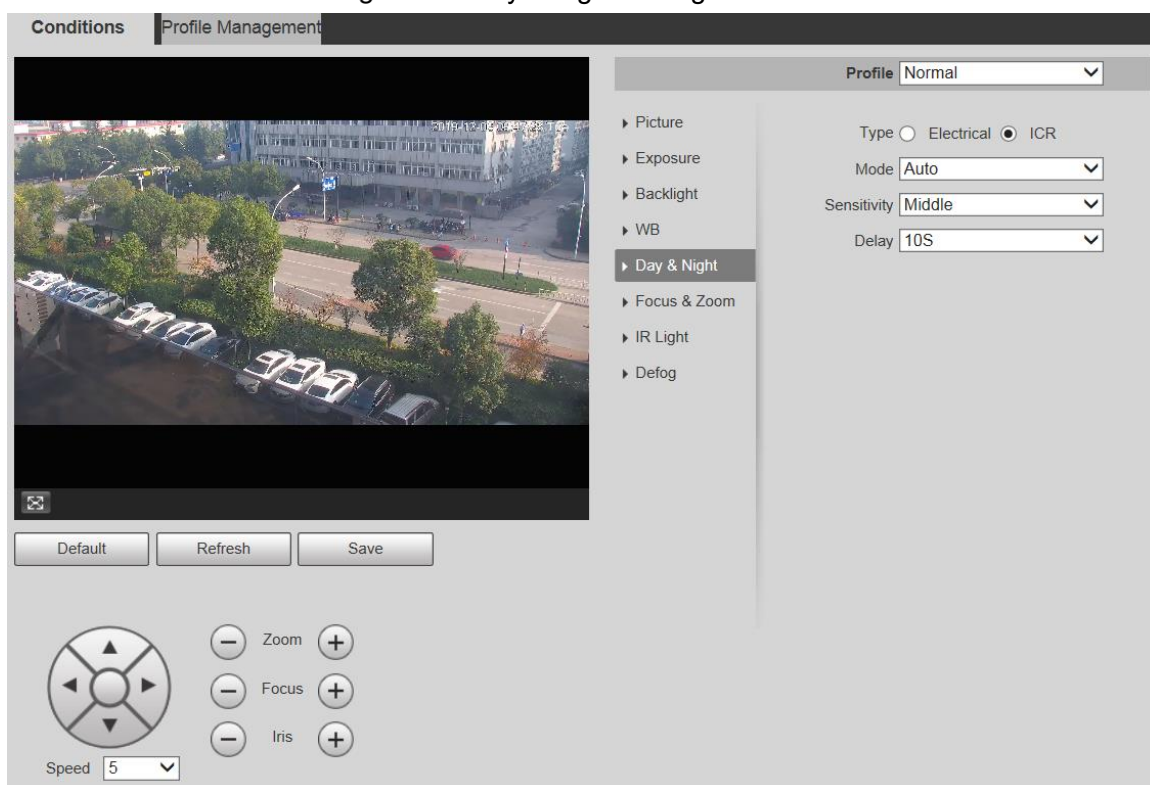 Conditions
Profile Management
Profile Normal
Picture
Exposure
Backlight
WB
Day & Night
Focus & Zoom
IR Light
Defog
Type Electrical ICR
Mode Auto
Sensitivity Middle
Delay 10S
Default Refresh Save
Zoom
Focus
Iris
Speed 5